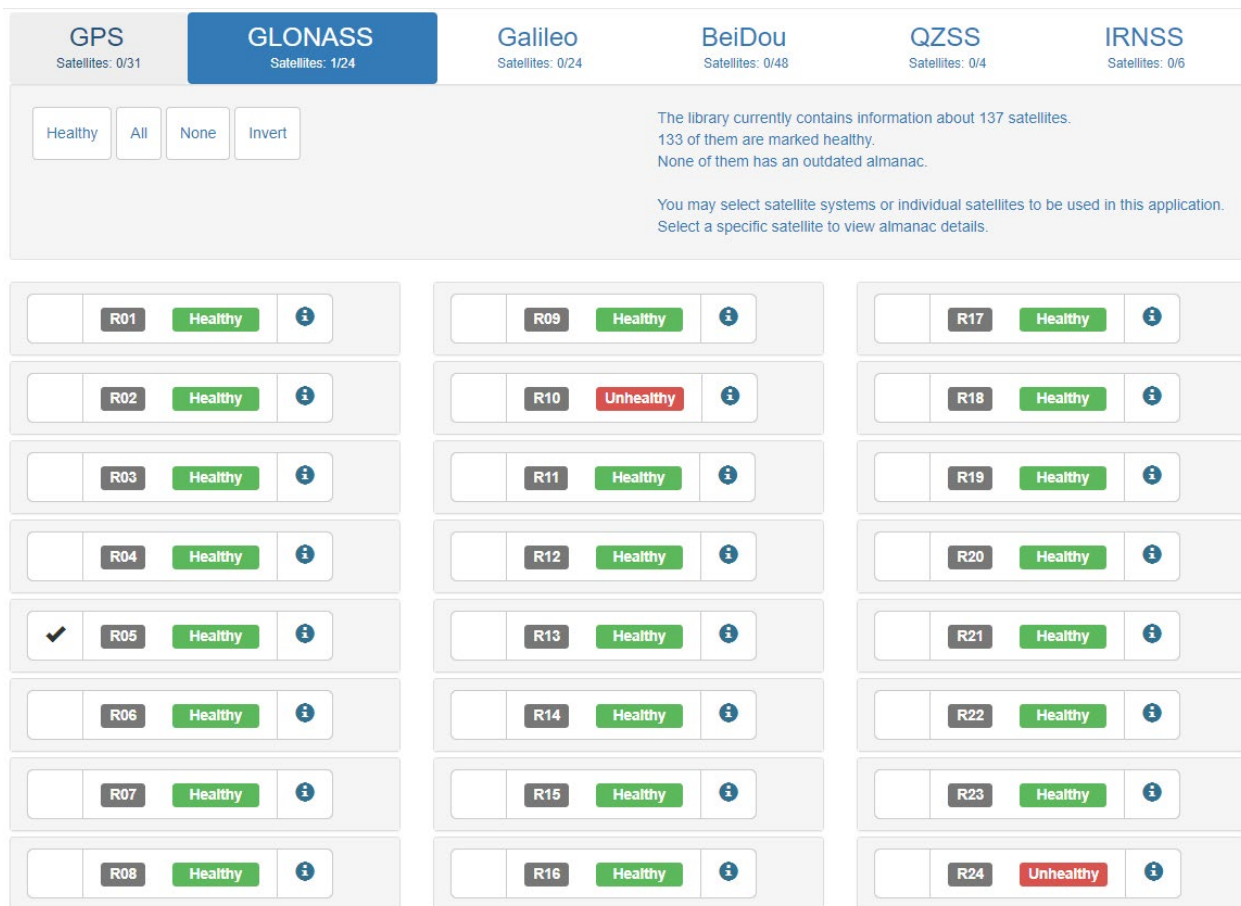 GPS GLONASS Galileo BeiDou QZSS IRNSS
Satellites: 0/31 Satellites: 1/24 Satellites: 0/24 Satellites: 0/48 Satellites: 0/4 Satellites: 0/6
Healthy All None Invert
The library currently contains information about 137 satellites.
133 of them are marked healthy.
None of them has an outdated almanac.
You may select satellite systems or individual satellites to be used in this application.
Select a specific satellite to view almanac details.
R01 Healthy R09 Healthy R17 Healthy
R02 Healthy R10 Unhealthy R18 Healthy
R03 Healthy R11 Healthy R19 Healthy
R04 Healthy R12 Healthy R20 Healthy
R05 Healthy R13 Healthy R21 Healthy
R06 Healthy R14 Healthy R22 Healthy
R07 Healthy R15 Healthy R23 Healthy
R08 Healthy R16 Healthy R24 Unhealthy